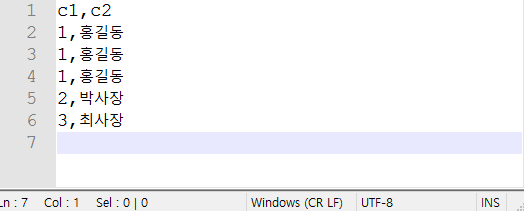 1 c1,c2
2 1,홍길동
3 1,홍길동
4 1,홍길동
5 2,박사장
6 3,최사장
7
Ln : 7 Col : 1 Sel : 0 | 0 Windows (CR LF) UTF-8 INS